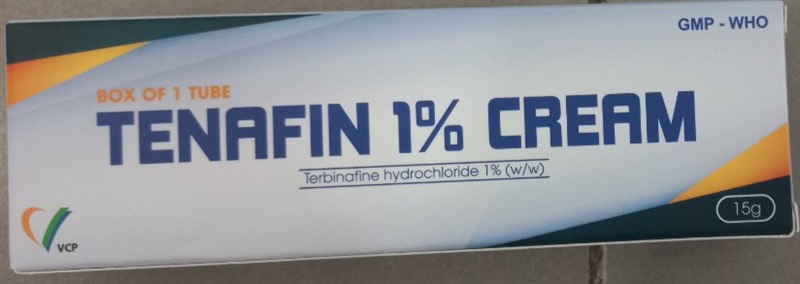 GMP - WHO
BOX OF 1 TUBE
TENAFIN 1% CREAM
Terbinafine hydrochloride 1% (w/w)
15g
VCP